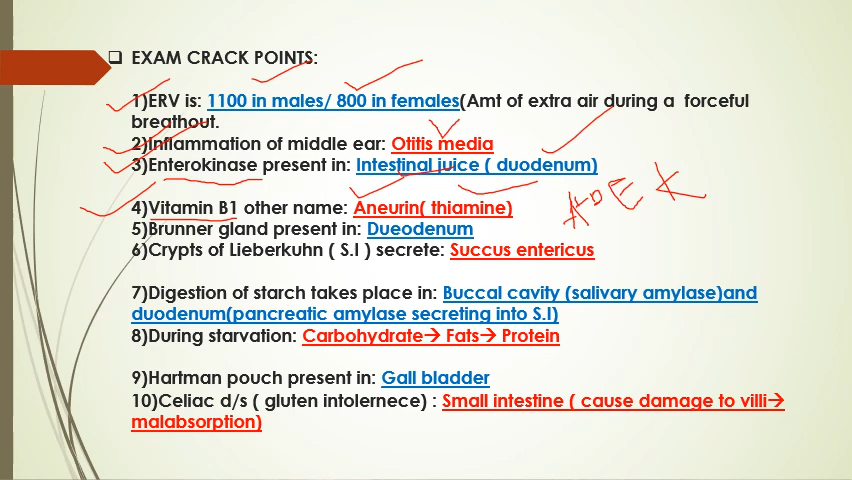 EXAM CRACK POINTS:
1)ERV is: 1100 in males/ 800 in females(Amt of extra air during a forceful
breathout.
2)Inflammation of middle ear: Otitis media
3)Enterokinase present in: Intestinal juice ( duodenum)
4)Vitamin B1 other name: Aneurin( thiamine)
A D E K
5)Brunner gland present in: Dueodenum
6)Crypts of Lieberkuhn ( S.I ) secrete: Succus entericus
7)Digestion of starch takes place in: Buccal cavity (salivary amylase)and
duodenum(pancreatic amylase secreting into S.I)
8)During starvation: Carbohydrate→ Fats→ Protein
9)Hartman pouch present in: Gall bladder
10)Celiac d/s ( gluten intolernece) : Small intestine ( cause damage to villi→
malabsorption)